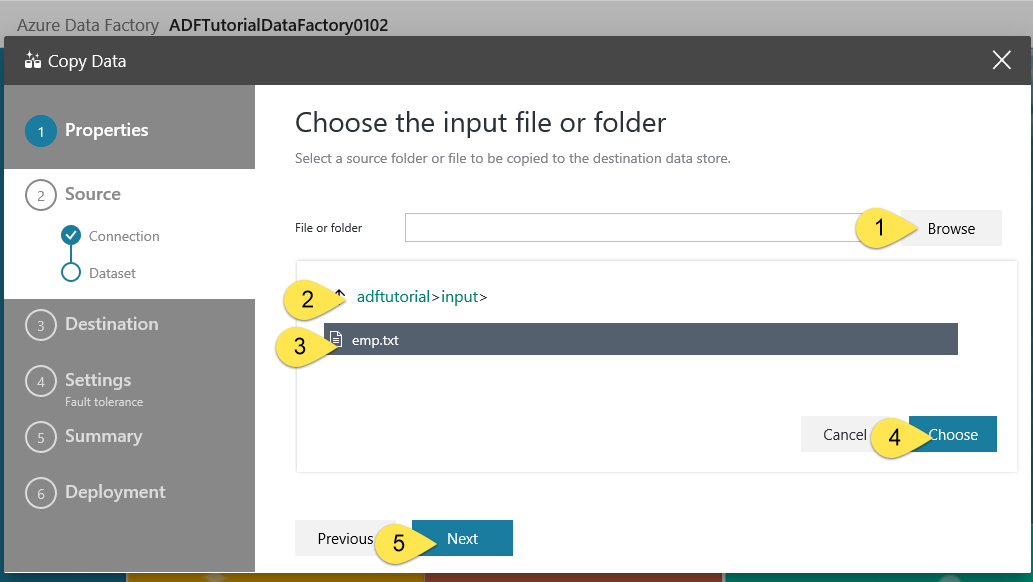 Azure Data Factory ADFTutorialDataFactory0102
Copy Data
1 Properties
2 Source
Connection
Dataset
3 Destination
4 Settings
Fault tolerance
5 Summary
6 Deployment
Choose the input file or folder
Select a source folder or file to be copied to the destination data store.
File or folder
1 Browse
2 adftutorial>input>
3 emp.txt
Cancel 4 Choose
Previous 5 Next